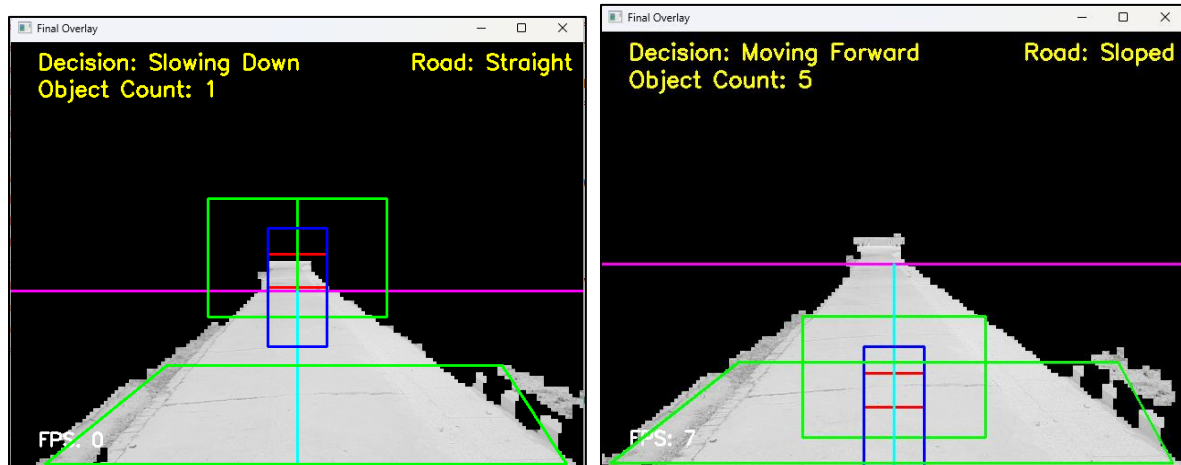 Final Overlay
Decision: Slowing Down
Road: Straight
Object Count: 1
FPS: 0
Final Overlay
Decision: Moving Forward
Road: Sloped
Object Count: 5
FPS: 7